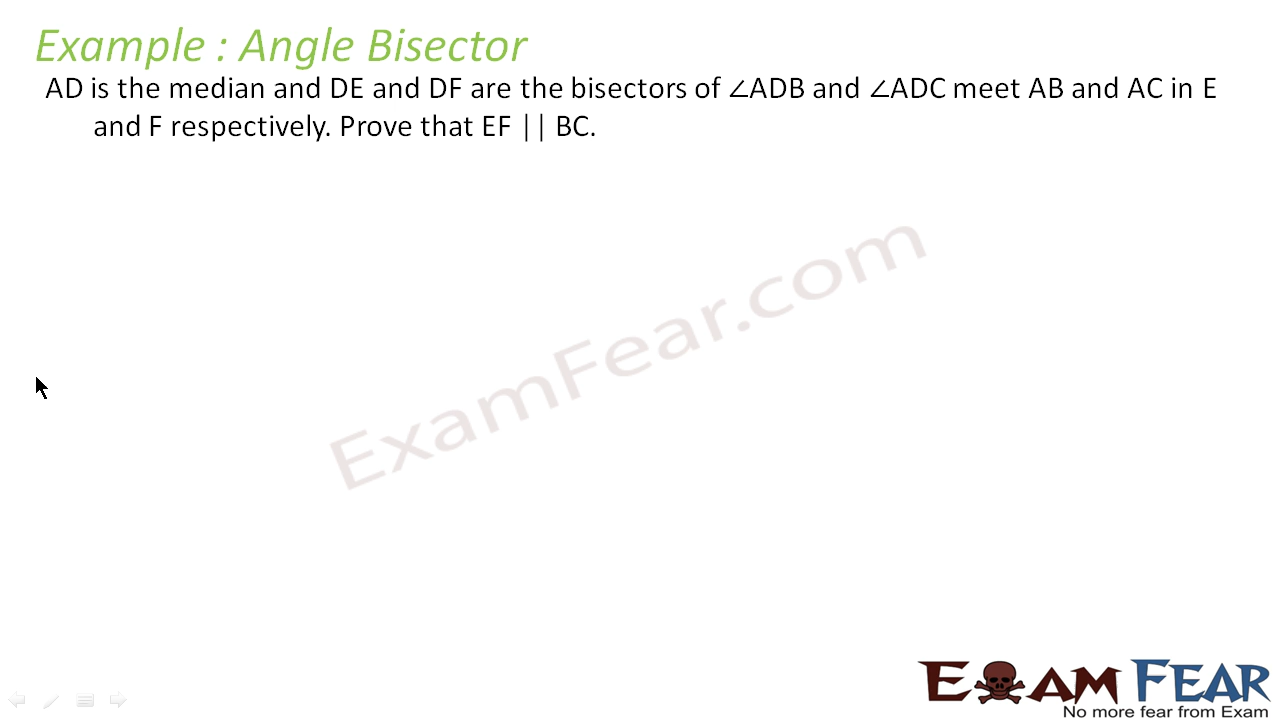 Example : Angle Bisector
AD is the median and DE and DF are the bisectors of ∠ADB and ∠ADC meet AB and AC in E
and F respectively. Prove that EF || BC.
ExamFear.com
EXAM FEAR
No more fear from Exam